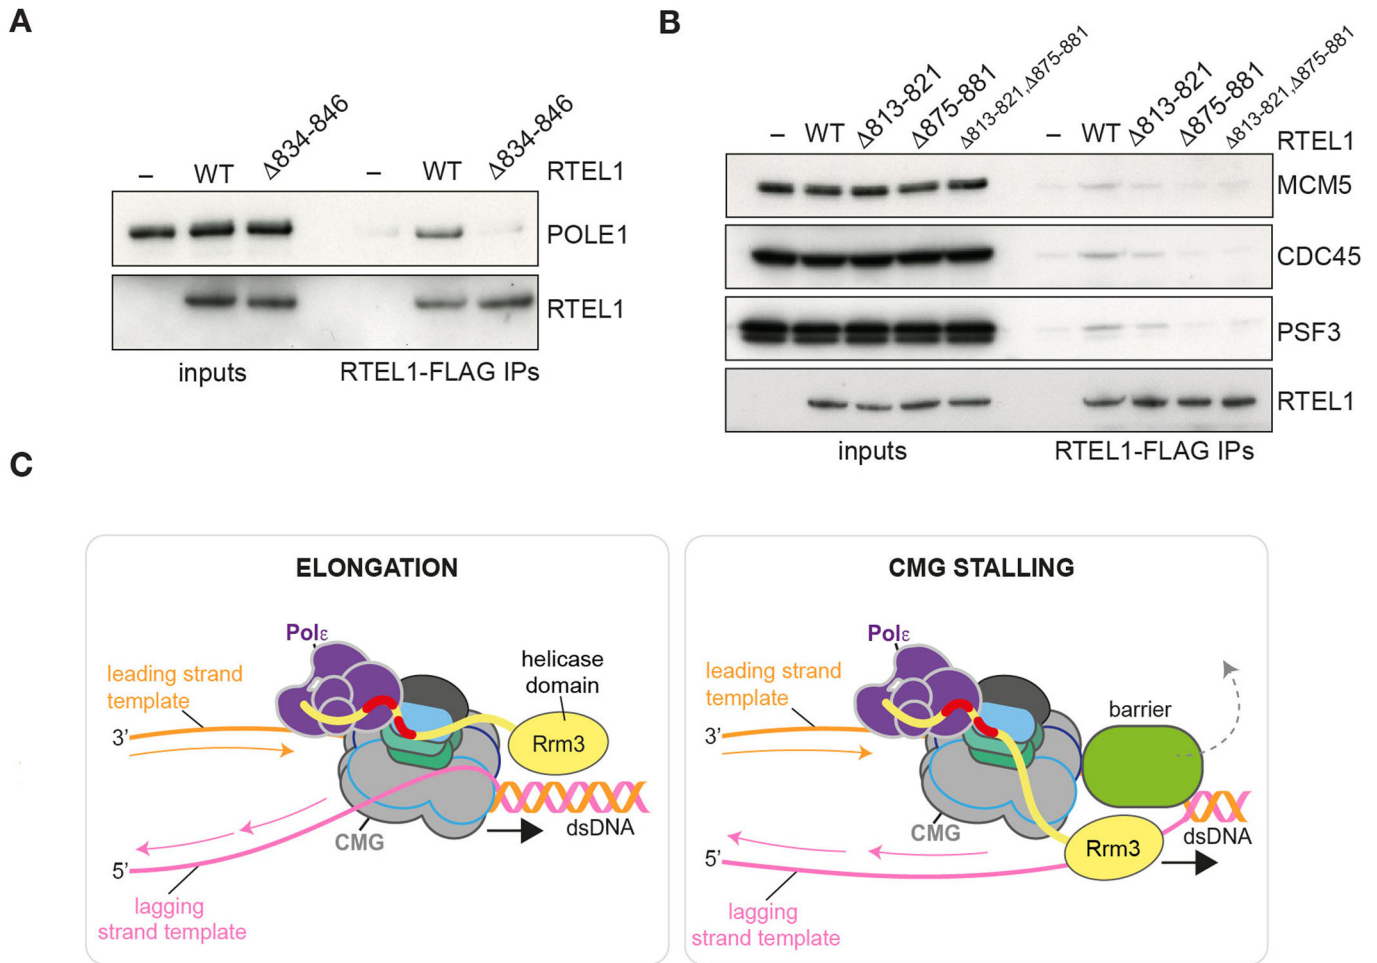 A
– WT Δ834-846 – WT Δ834-846 RTEL1
POLE1
RTEL1
inputs RTEL1-FLAG IPs
B
– WT Δ813-821 Δ875-881 Δ813-821,Δ875-881 – WT Δ813-821 Δ875-881 Δ813-821,Δ875-881 RTEL1
MCM5
CDC45
PSF3
RTEL1
inputs RTEL1-FLAG IPs
C
ELONGATION
Polε
leading strand
template
helicase
domain
3’
Rrm3
CMG
dsDNA
5’
lagging
strand template
CMG STALLING
Polε
leading strand
template
barrier
3’
CMG
Rrm3
dsDNA
5’
lagging
strand template